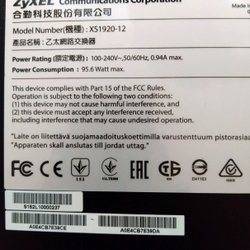 ZyXEL Communications Corporation
合勤科技股份有限公司
Model Number(機種): XS1920-12
品名:乙太網路交換器
Power Rating (額定電壓): 100-240V~,50/60Hz, 0.94A max.
Power Consumption : 95.6 Watt max.
This device complies with Part 15 of the FCC Rules.
Operation is subject to the following two conditions:
(1) This device may not cause harmful interference, and
(2) This device must accept any interference received,
including interference that may cause undesired operation.
"Laite on liitettävä suojamaadoituskoskettimilla varustettuun pistorasiaan"
"Apparaten skall anslutas till jordat uttag."
CE
EAC
S162L10000237
A0E4CB7E39CE - A0E4CB7E39DA